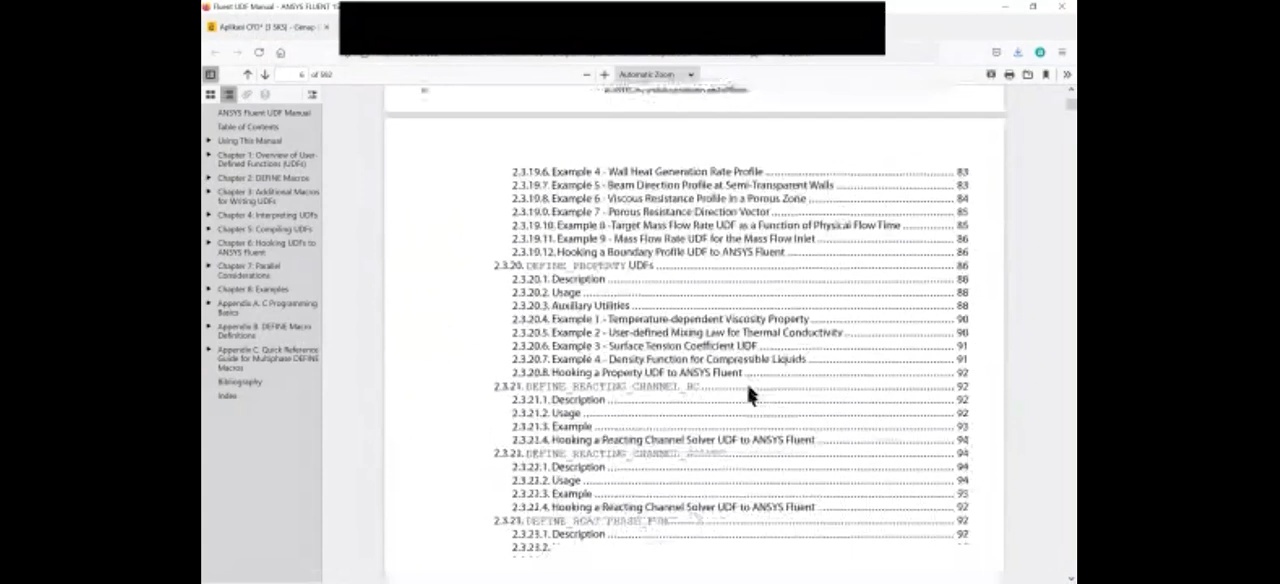 Fluent UDF Manual - ANSYS FLUENT
Aplikasi CFD* (3 SKS) - Genap
6 of 592
Automatic Zoom
ANSYS Fluent UDF Manual
Table of Contents
Using This Manual
Chapter 1: Overview of User-
Defined Functions (UDFs)
Chapter 2: DEFINE Macros
Chapter 3: Additional Macros
for Writing UDFs
Chapter 4: Interpreting UDFs
Chapter 5: Compiling UDFs
Chapter 6: Hooking UDFs to
ANSYS Fluent
Chapter 7: Parallel
Considerations
Chapter 8: Examples
Appendix A. C Programming
Basics
Appendix B. DEFINE Macro
Definitions
Appendix C. Quick Reference
Guide for Multiphase DEFINE
Macros
Bibliography
Index
2.3.19.6. Example 4 - Wall Heat Generation Rate Profile 83
2.3.19.7. Example 5 - Beam Direction Profile at Semi-Transparent Walls 83
2.3.19.8. Example 6 - Viscous Resistance Profile in a Porous Zone 84
Example 7 - Porous Resistance Direction Vector 85
2.3.19.10. Example 8 -Target Mass Flow Rate UDF as a Function of Physical Flow Time 85
2.3.19.11. Example 9 - Mass Flow Rate UDF for the Mass Flow Inlet 86
2.3.19.12. Hooking a Boundary Profile UDF to ANSYS Fluent 86
2.3.20. DEFINE_PROPERTY UDFs 86
2.3.20.1. Description
2.3.20.2. Usage 88
2.3.20.3. Auxiliary Utilities 88
2.3.20.4. Example 1 - Temperature-dependent Viscosity Property 90
2.3.20.5. Example 2 - User-defined Mixing Law for Thermal Conductivity 90
2.3.20.6. Example 3 - Surface Tension Coefficient UDF 91
2.3.20.7. Example 4 - Density Function for Compressible Liquids 91
2.3.20.8. Hooking a Property UDF to ANSYS Fluent 92
2.3.21. DEFINE_REACTING_CHANNEL_BC 92
2.3.21.1. Description 92
2.3.21.2. Usage 92
2.3.21.3. Example 93
2.3.21.4. Hooking a Reacting Channel Solver UDF to ANSYS Fluent 94
DEFINE_REACTING_CHANNEL 94
2.3.22.1. Description 94
2.3.22.2. Usage 94
2.3.22.3. Example
2.3.22.4. Hooking a Reacting Channel Solver UDF to ANSYS Fluent 92
92
2.3.23.1. Description 92
2.3.23.2.